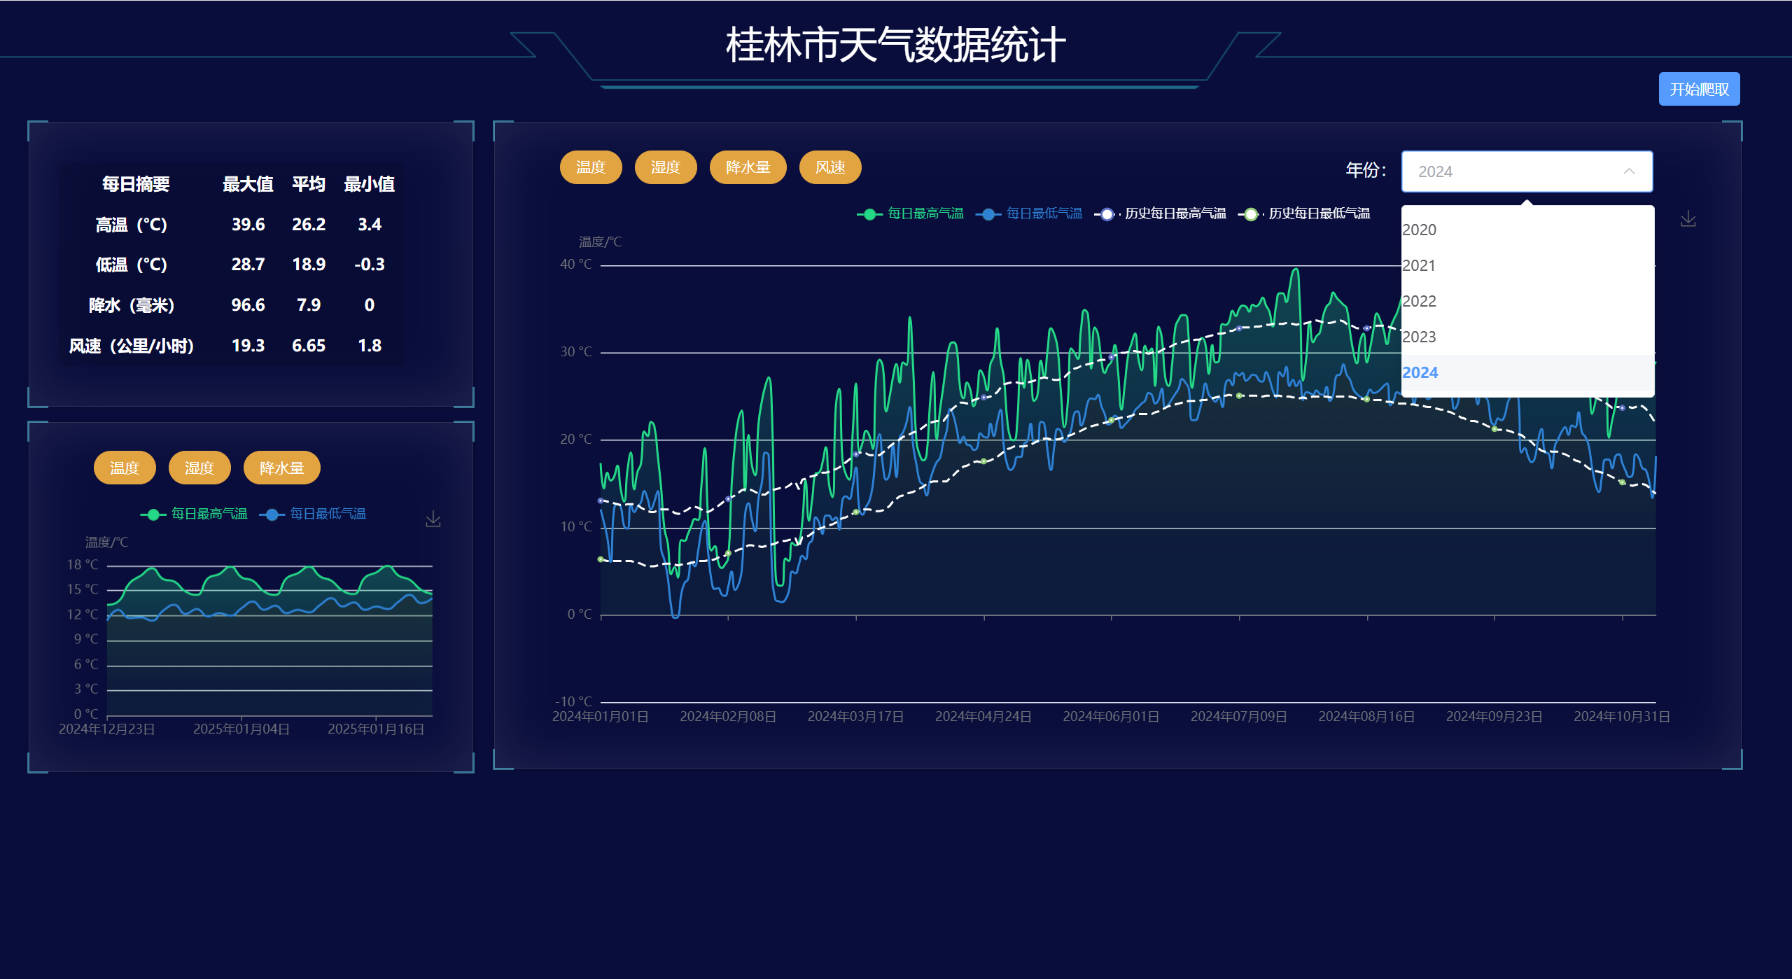 桂林市天气数据统计
开始爬取
每日摘要 最大值 平均 最小值
高温（℃） 39.6 26.2 3.4
低温（℃） 28.7 18.9 -0.3
降水（毫米） 96.6 7.9 0
风速（公里/小时） 19.3 6.65 1.8
温度 湿度 降水量
每日最高气温 每日最低气温
温度/℃
18 °C
15 °C
12 °C
9 °C
6 °C
3 °C
0 °C
2024年12月23日 2025年01月04日 2025年01月16日
温度 湿度 降水量 风速
年份： 2024
2020
2021
2022
2023
2024
每日最高气温 每日最低气温 历史每日最高气温 历史每日最低气温
温度/℃
40 °C
30 °C
20 °C
10 °C
0 °C
-10 °C
2024年01月01日 2024年02月08日 2024年03月17日 2024年04月24日 2024年06月01日 2024年07月09日 2024年08月16日 2024年09月23日 2024年10月31日